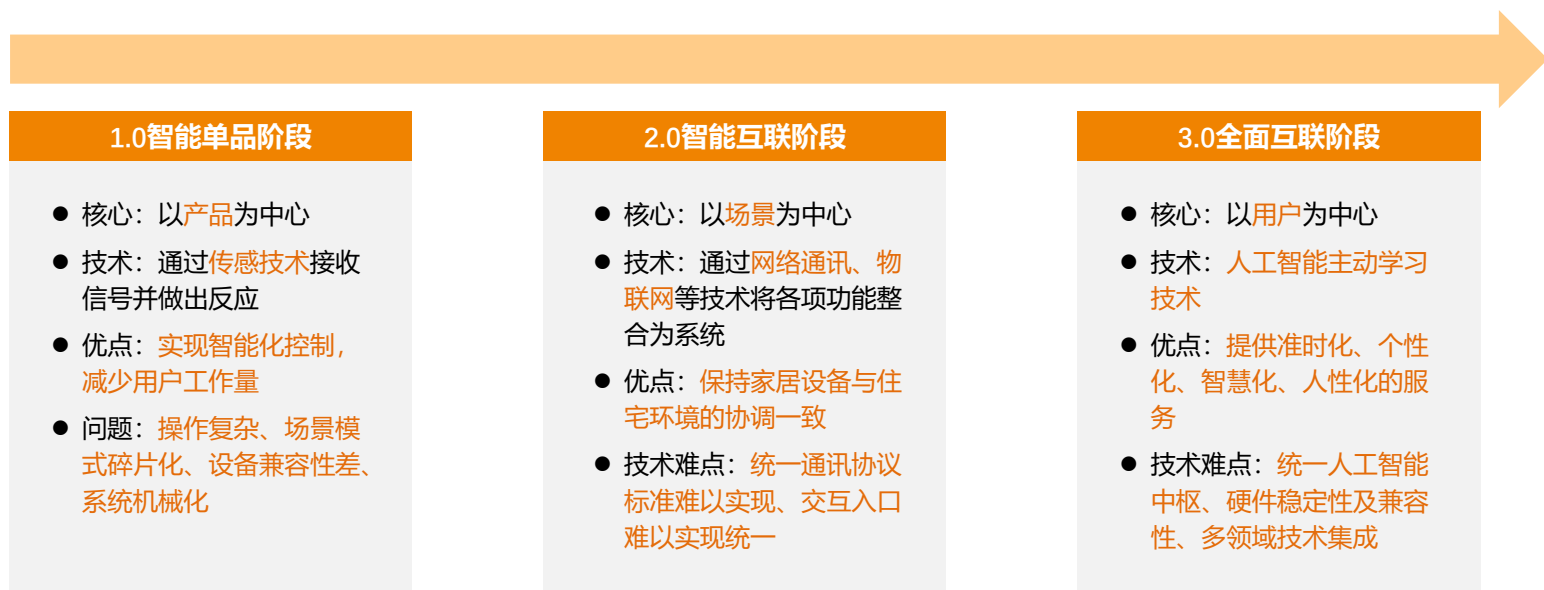 1.0智能单品阶段
核心：以产品为中心
技术：通过传感技术接收
信号并做出反应
优点：实现智能化控制，
减少用户工作量
问题：操作复杂、场景模
式碎片化、设备兼容性差、
系统机械化
2.0智能互联阶段
核心：以场景为中心
技术：通过网络通讯、物
联网等技术将各项功能整
合为系统
优点：保持家居设备与住
宅环境的协调一致
技术难点：统一通讯协议
标准难以实现、交互入口
难以实现统一
3.0全面互联阶段
核心：以用户为中心
技术：人工智能主动学习
技术
优点：提供准时化、个性
化、智慧化、人性化的服
务
技术难点：统一人工智能
中枢、硬件稳定性及兼容
性、多领域技术集成